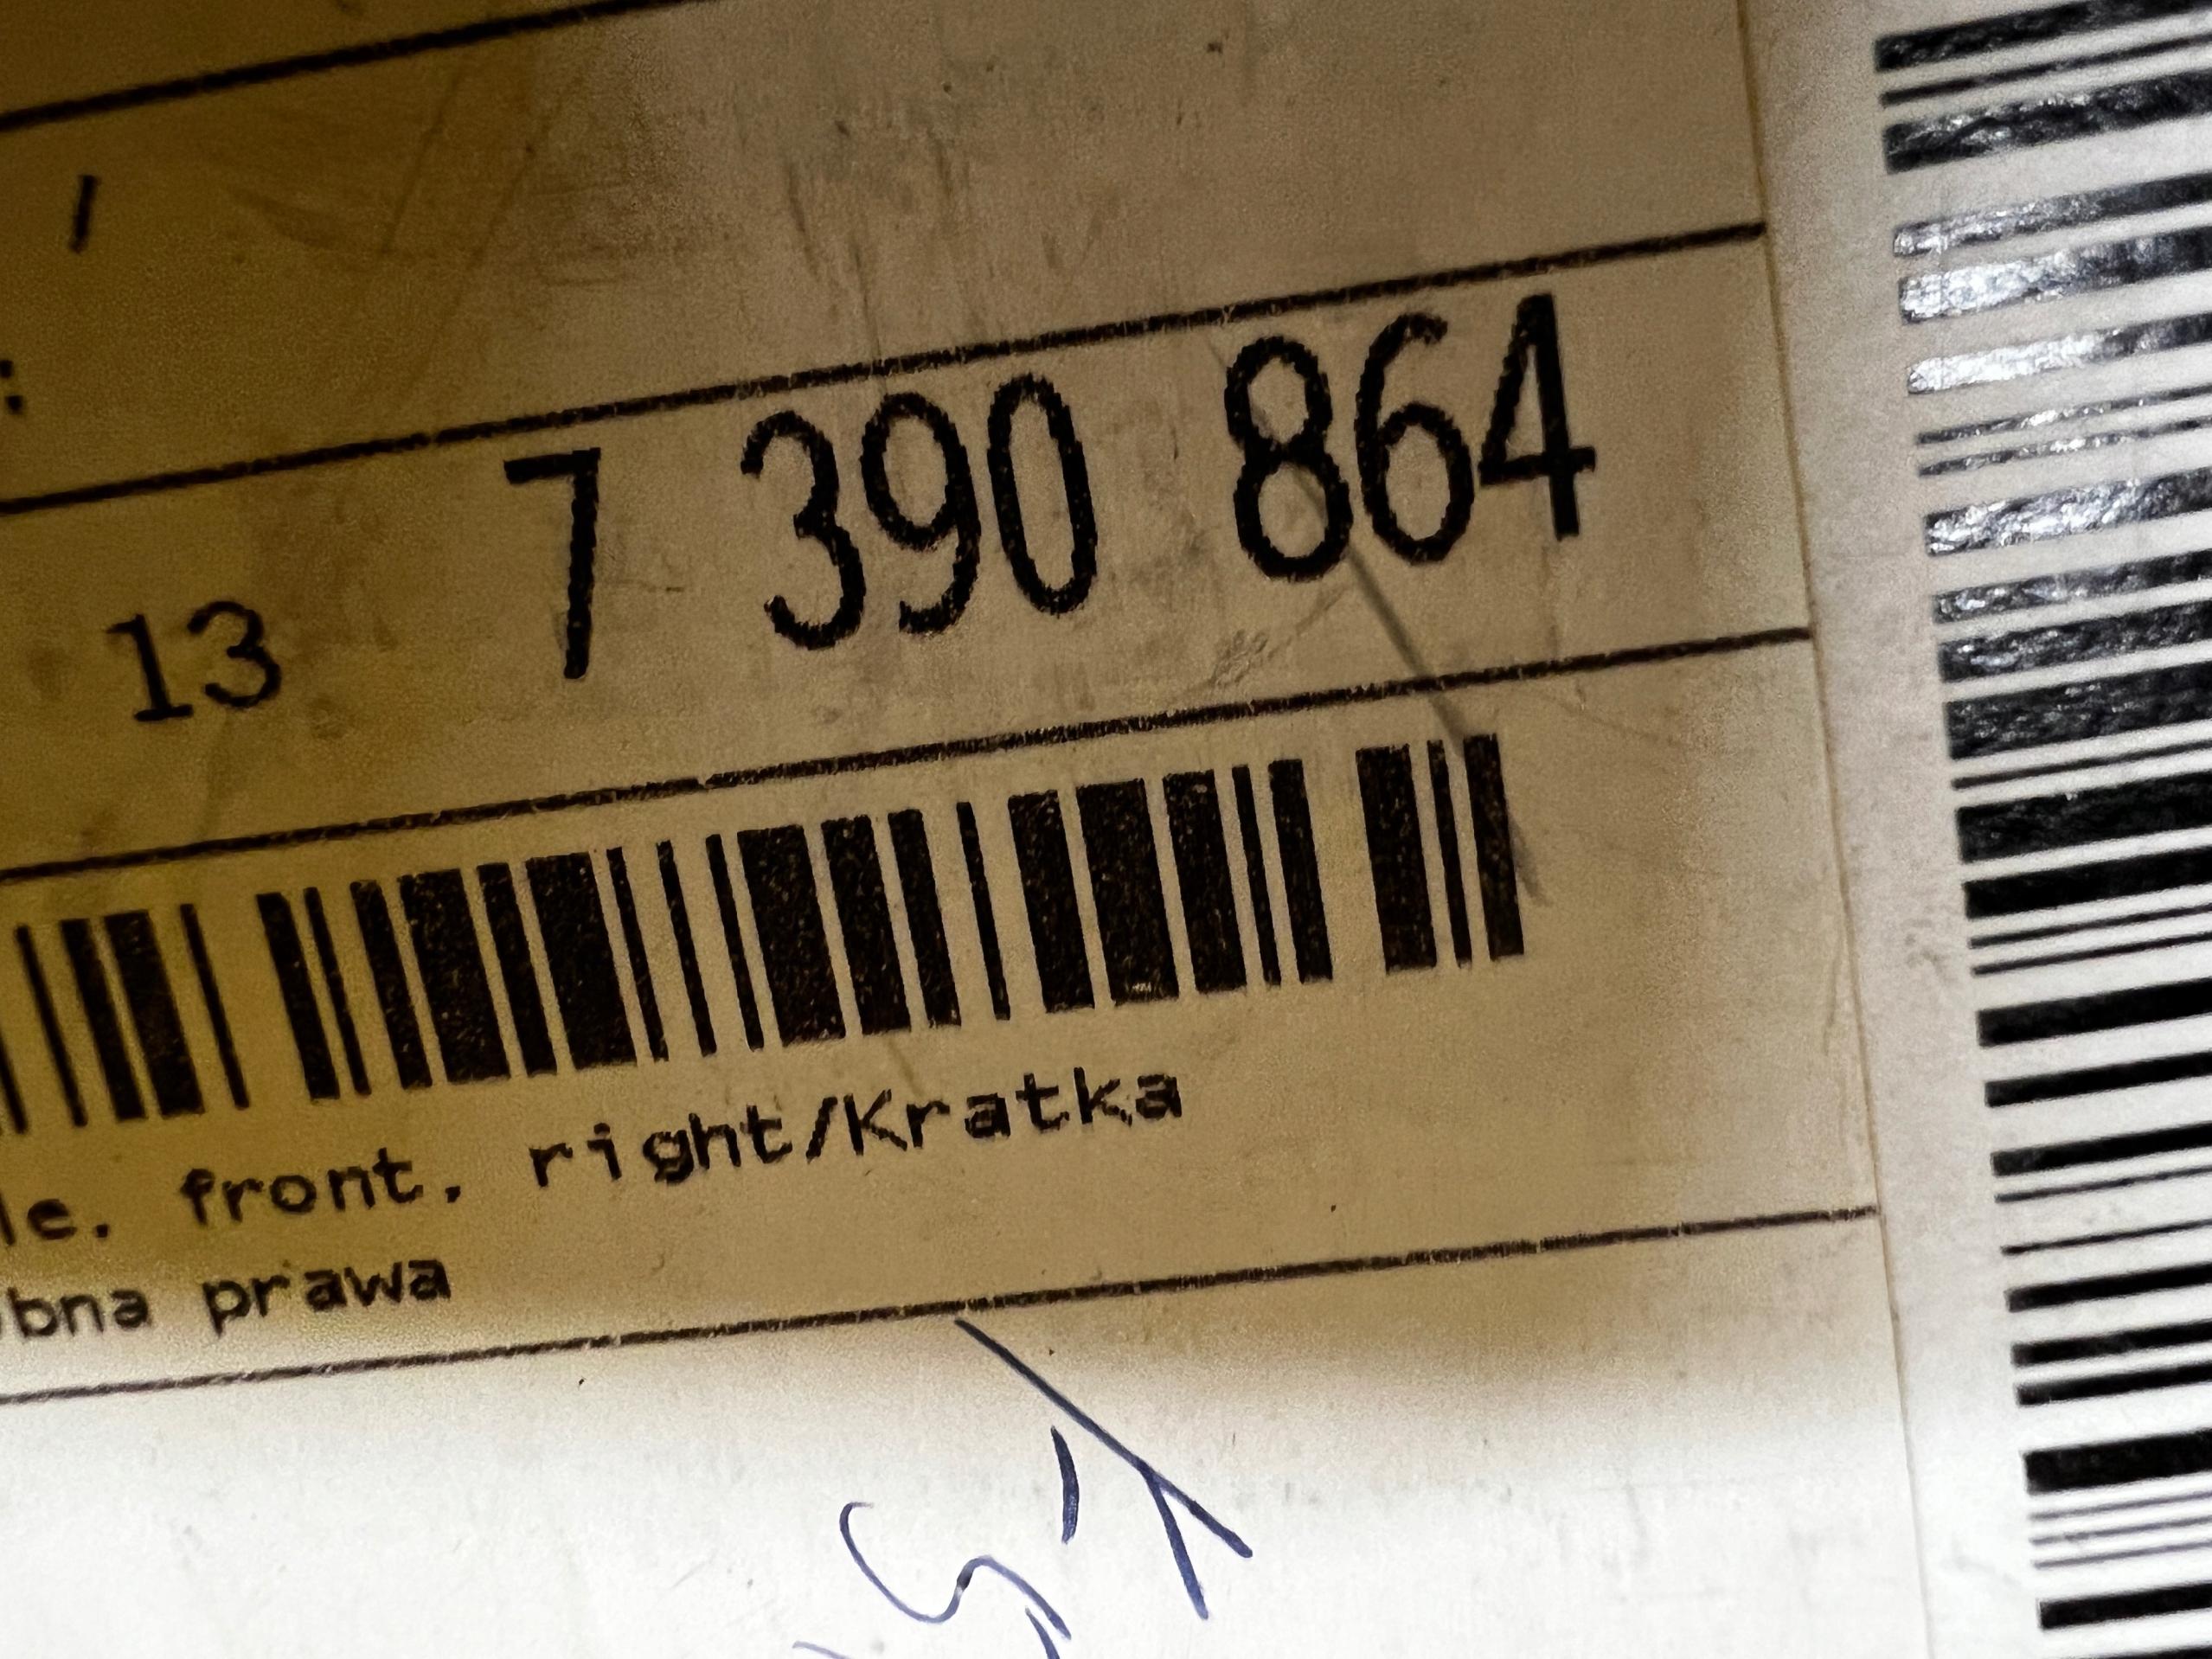 /
:
13 7 390 864
le, front, right/Kratka
bna prawa